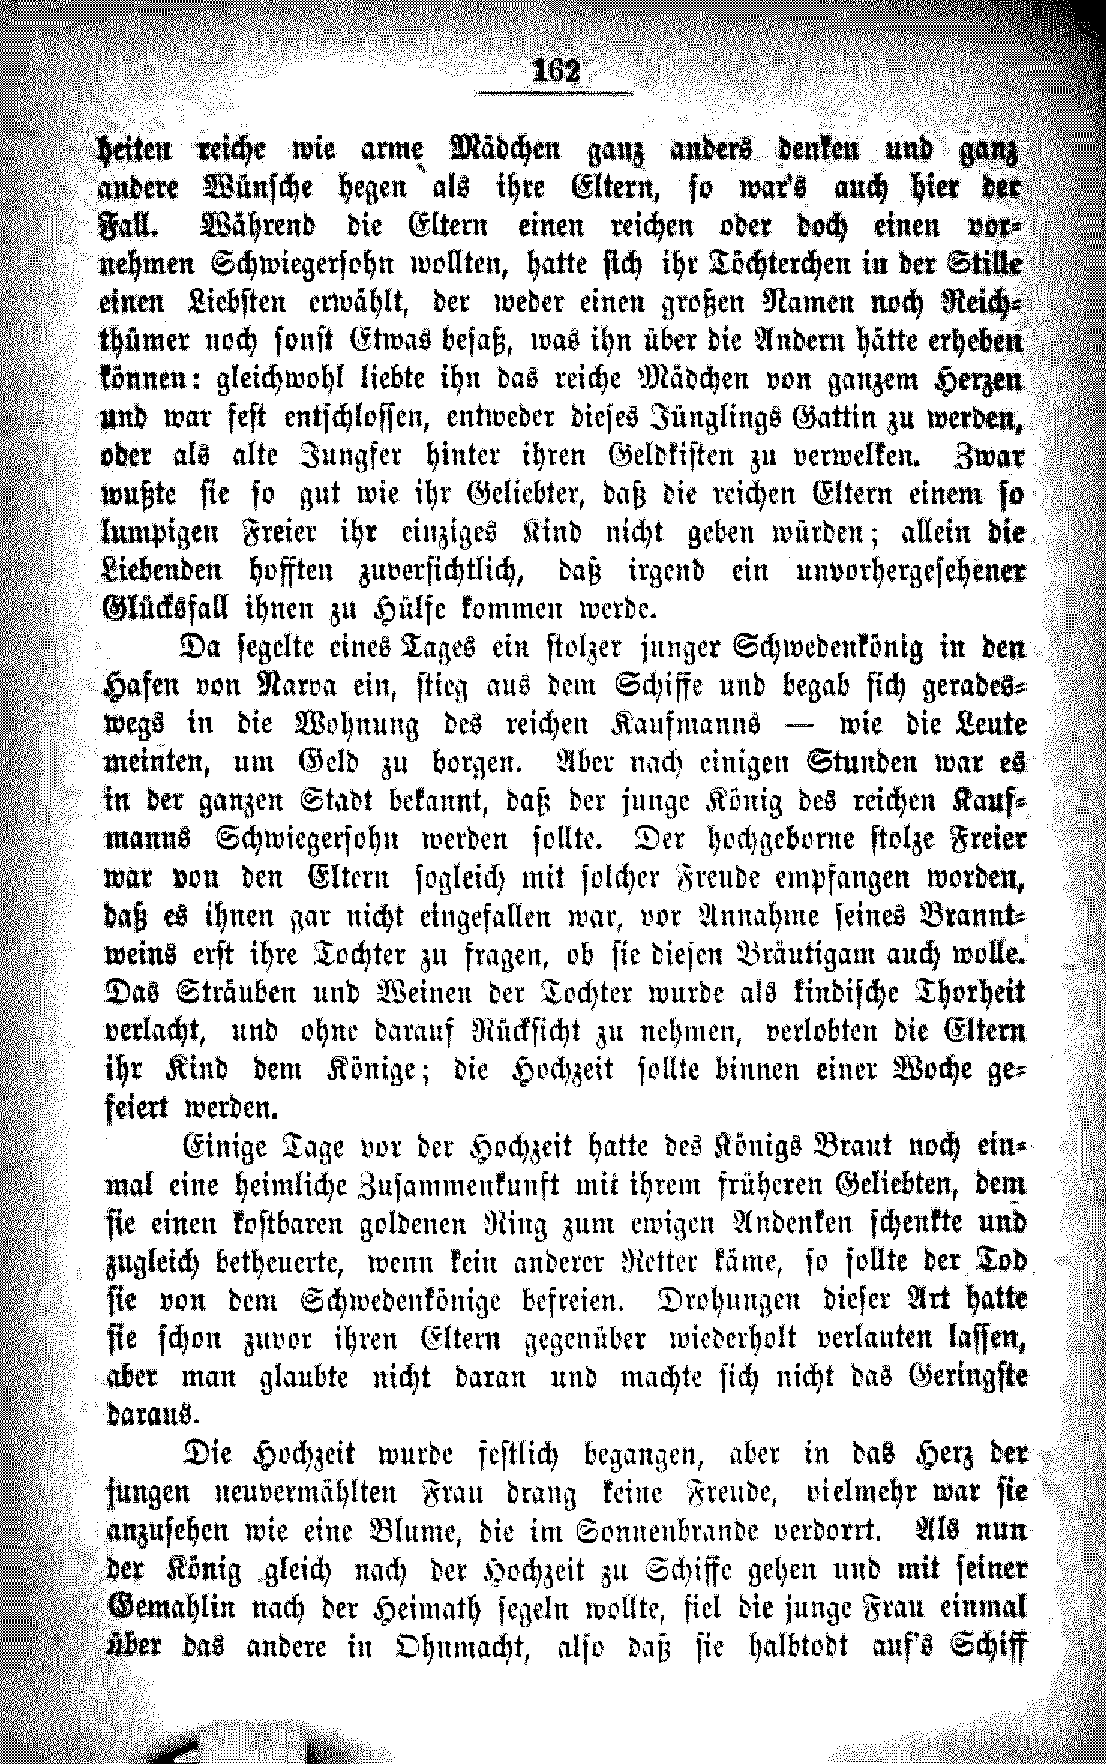 162
heiten reiche wie arme Mädchen ganz anders denken und ganz
andere Wünsche hegen als ihre Eltern, so war's auch hier der
Fall. Während die Eltern einen reichen oder doch einen vor-
nehmen Schwiegersohn wollten, hatte sich ihr Töchterchen in der Stille
einen Liebsten erwählt, der weder einen großen Namen noch Reich-
thümer noch sonst Etwas besaß, was ihn über die Andern hätte erheben
können: gleichwohl liebte ihn das reiche Mädchen von ganzem Herzen
und war fest entschlossen, entweder dieses Jünglings Gattin zu werden,
oder als alte Jungfer hinter ihren Geldkisten zu verwelken. Zwar
wußte sie so gut wie ihr Geliebter, daß die reichen Eltern einem so
lumpigen Freier ihr einziges Kind nicht geben würden; allein die
Liebenden hofften zuversichtlich, daß irgend ein unvorhergesehener
Glücksfall ihnen zu Hülfe kommen werde.
Da segelte eines Tages ein stolzer junger Schwedenkönig in den
Hafen von Narva ein, stieg aus dem Schiffe und begab sich gerades-
wegs in die Wohnung des reichen Kaufmanns — wie die Leute
meinten, um Geld zu borgen. Aber nach einigen Stunden war es
in der ganzen Stadt bekannt, daß der junge König des reichen Kauf-
manns Schwiegersohn werden sollte. Der hochgeborne stolze Freier
war von den Eltern sogleich mit solcher Freude empfangen worden,
daß es ihnen gar nicht eingefallen war, vor Annahme seines Brannt-
weins erst ihre Tochter zu fragen, ob sie diesen Bräutigam auch wolle.
Das Sträuben und Weinen der Tochter wurde als kindische Thorheit
verlacht, und ohne darauf Rücksicht zu nehmen, verlobten die Eltern
ihr Kind dem Könige; die Hochzeit sollte binnen einer Woche ge-
feiert werden.
Einige Tage vor der Hochzeit hatte des Königs Braut noch ein-
mal eine heimliche Zusammenkunft mit ihrem früheren Geliebten, dem
sie einen kostbaren goldenen Ring zum ewigen Andenken schenkte und
zugleich betheuerte, wenn kein anderer Retter käme, so sollte der Tod
sie von dem Schwedenkönige befreien. Drohungen dieser Art hatte
sie schon zuvor ihren Eltern gegenüber wiederholt verlauten lassen,
aber man glaubte nicht daran und machte sich nicht das Geringste
daraus.
Die Hochzeit wurde festlich begangen, aber in das Herz der
jungen neuvermählten Frau drang keine Freude, vielmehr war sie
anzusehen wie eine Blume, die im Sonnenbrande verdorrt. Als nun
der König gleich nach der Hochzeit zu Schiffe gehen und mit seiner
Gemahlin nach der Heimath segeln wollte, fiel die junge Frau einmal
über das andere in Ohnmacht, also daß sie halbtodt auf's Schiff